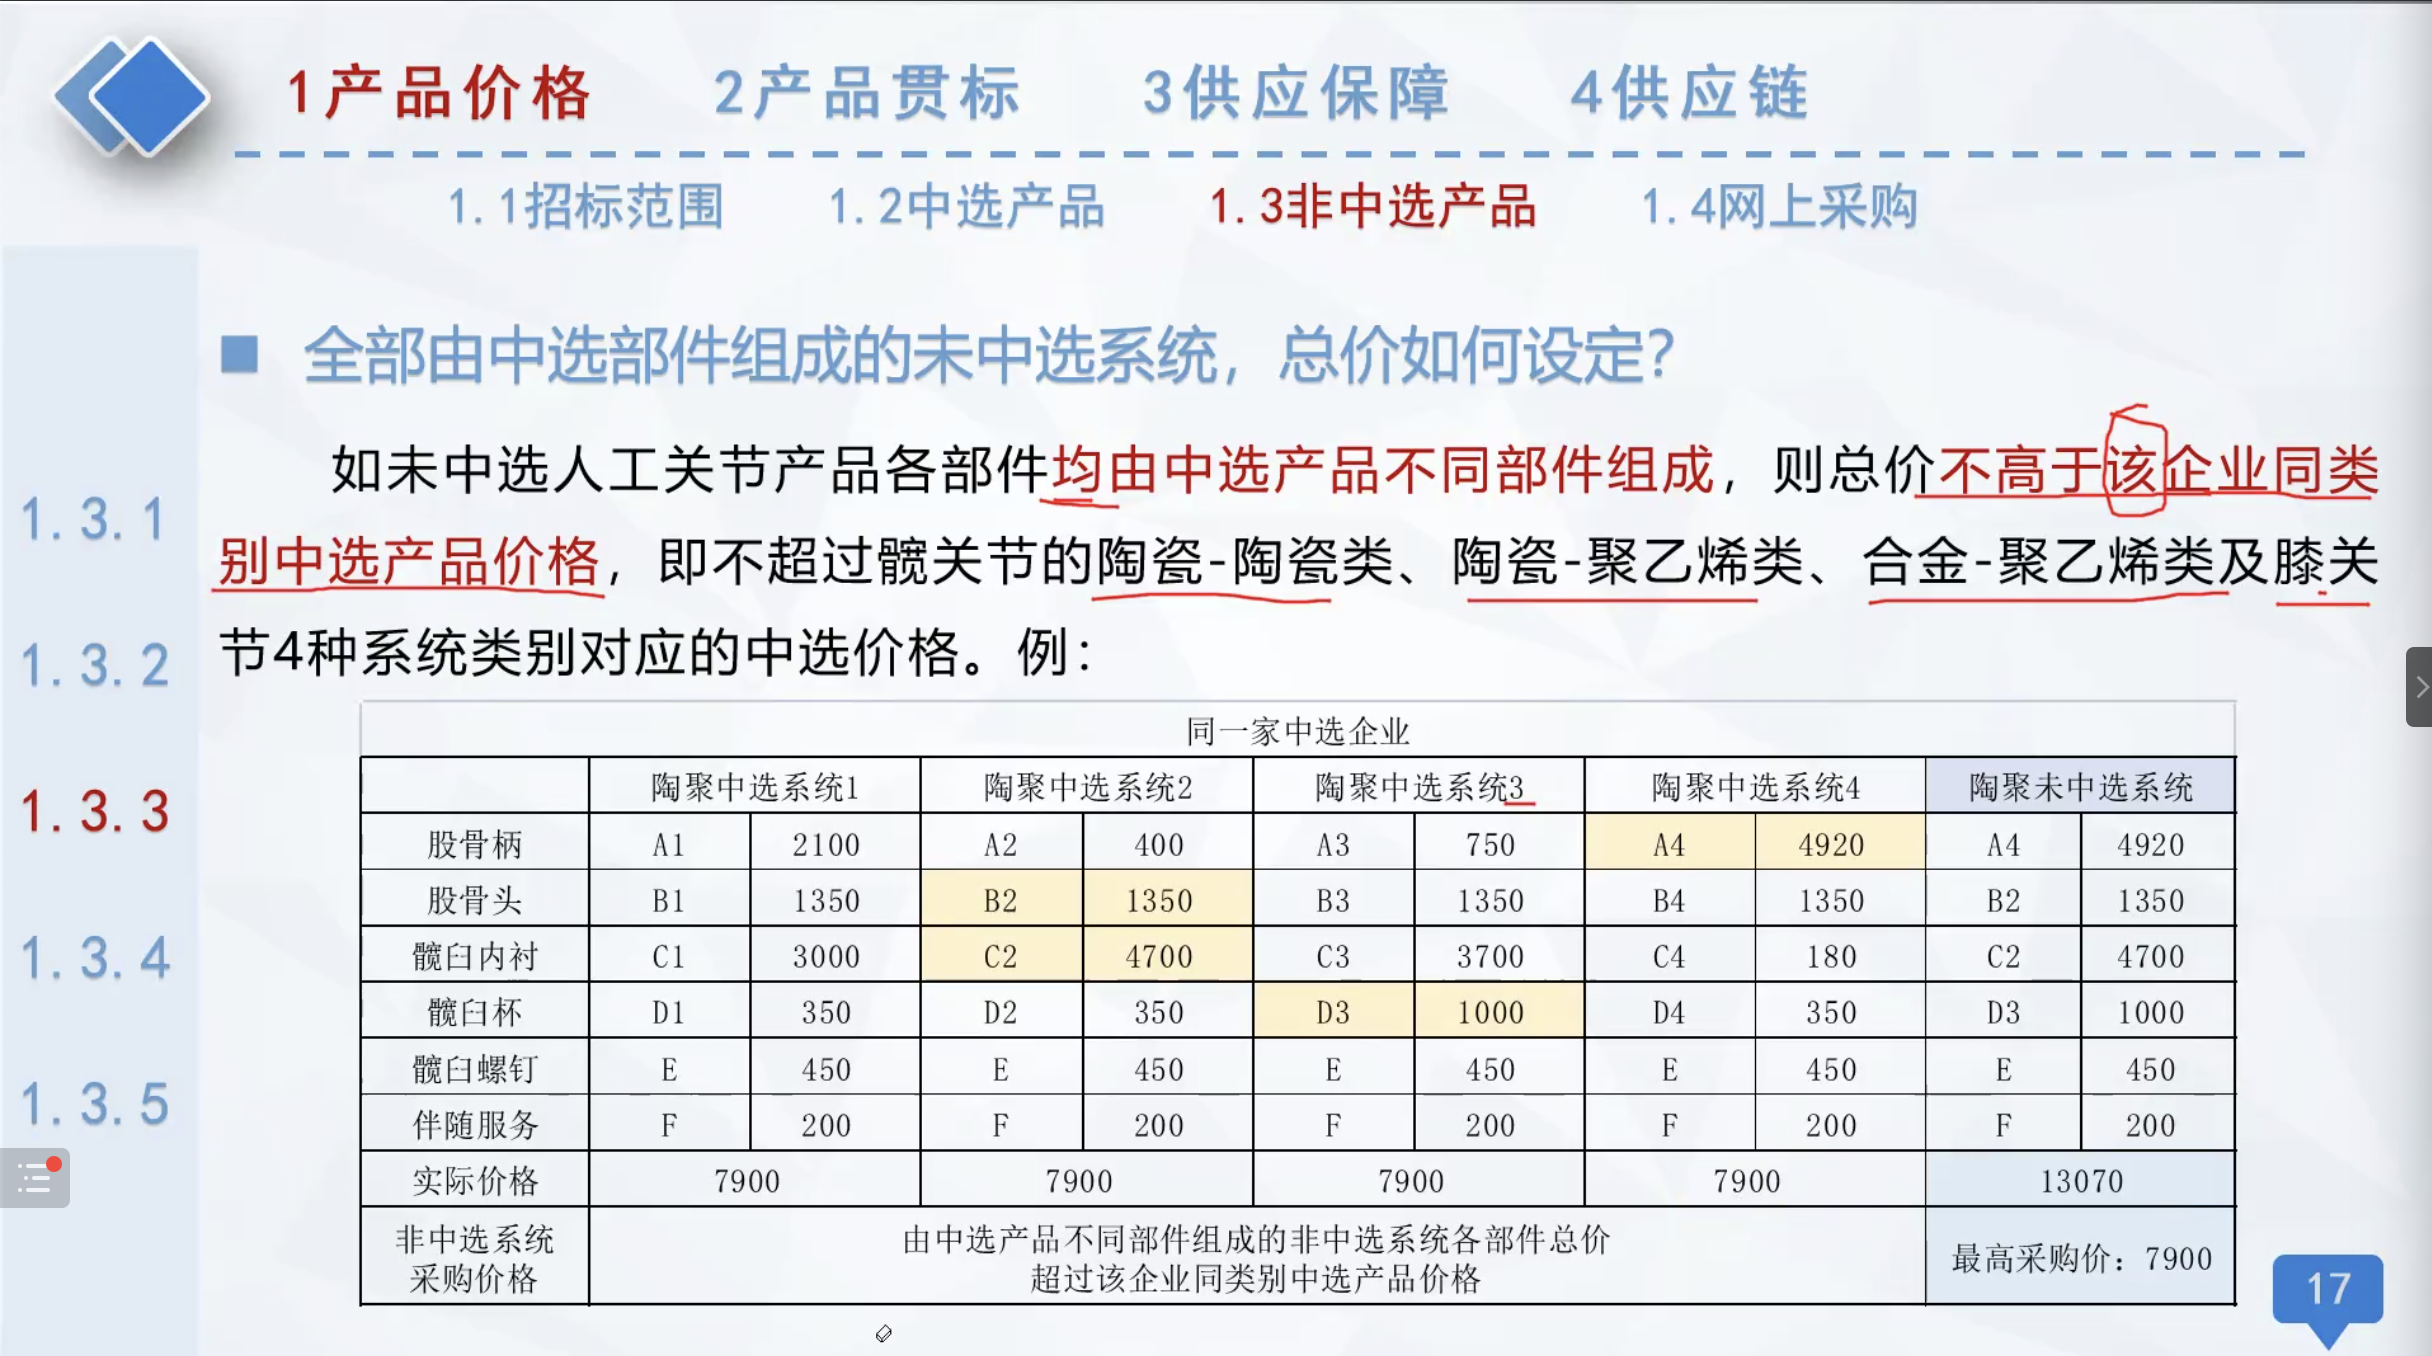 1产品价格 2产品贯标 3供应保障 4供应链
1.1招标范围 1.2中选产品 1.3非中选产品 1.4网上采购
全部由中选部件组成的未中选系统，总价如何设定？
如未中选人工关节产品各部件均由中选产品不同部件组成，则总价不高于该企业同类
别中选产品价格，即不超过髋关节的陶瓷-陶瓷类、陶瓷-聚乙烯类、合金-聚乙烯类及膝关
节4种系统类别对应的中选价格。例：
1.3.1
1.3.2
1.3.3
1.3.4
1.3.5
同一家中选企业
陶聚中选系统1 陶聚中选系统2 陶聚中选系统3 陶聚中选系统4 陶聚未中选系统
股骨柄 A1 2100 A2 400 A3 750 A4 4920 A4 4920
股骨头 B1 1350 B2 1350 B3 1350 B4 1350 B2 1350
髋臼内衬 C1 3000 C2 4700 C3 3700 C4 180 C2 4700
髋臼杯 D1 350 D2 350 D3 1000 D4 350 D3 1000
髋臼螺钉 E 450 E 450 E 450 E 450 E 450
伴随服务 F 200 F 200 F 200 F 200 F 200
实际价格 7900 7900 7900 7900 13070
非中选系统
采购价格
由中选产品不同部件组成的非中选系统各部件总价
超过该企业同类别中选产品价格
最高采购价：7900
17